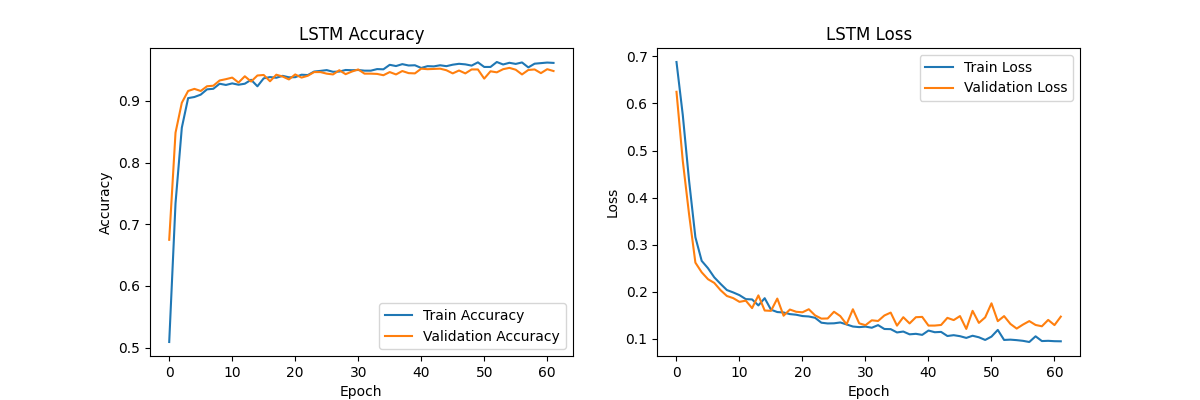 LSTM Accuracy
Accuracy
0.9
0.8
0.7
0.6
0.5
0 10 20 30 40 50 60
Epoch
Train Accuracy
Validation Accuracy
LSTM Loss
Loss
0.7
0.6
0.5
0.4
0.3
0.2
0.1
0 10 20 30 40 50 60
Epoch
Train Loss
Validation Loss